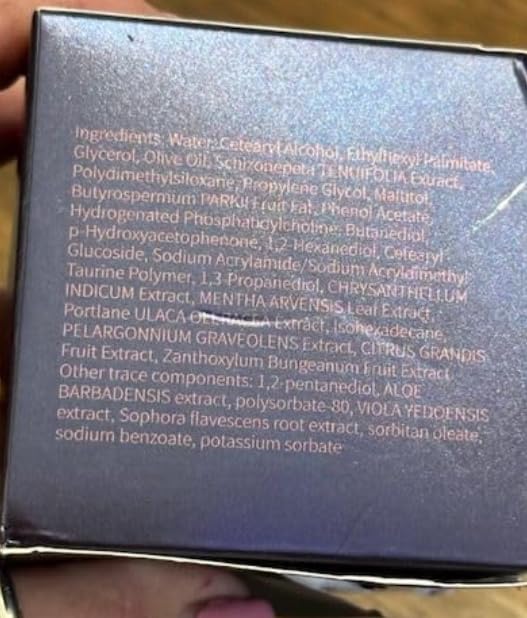 Ingredients: Water, Cetearyl Alcohol, Ethylhexyl Palmitate,
Glycerol, Olive Oil, Schizonepeta TENUIFOLIA Extract,
Polydimethylsiloxane, Propylene Glycol, Maltitol,
Butyrospermum PARKII Fruit Fat, Phenol Acetate,
Hydrogenated Phosphatidylcholine, Butanediol,
p-Hydroxyacetophenone, 1,2-Hexanediol, Cetearyl
Glucoside, Sodium Acrylamide/Sodium Acryldimethyl
Taurine Polymer, 1,3-Propanediol, CHRYSANTHELLUM
INDICUM Extract, MENTHA ARVENSIS Leaf Extract,
Portlane ULACA Extract, Isohexadecane,
PELARGONNIUM GRAVEOLENS Extract, CITRUS GRANDIS
Fruit Extract, Zanthoxylum Bungeanum Fruit Extract
Other trace components: 1,2-pentanediol, ALOE
BARBADENSIS extract, polysorbate-80, VIOLA YEDOENSIS
extract, Sophora flavescens root extract, sorbitan oleate,
sodium benzoate, potassium sorbate